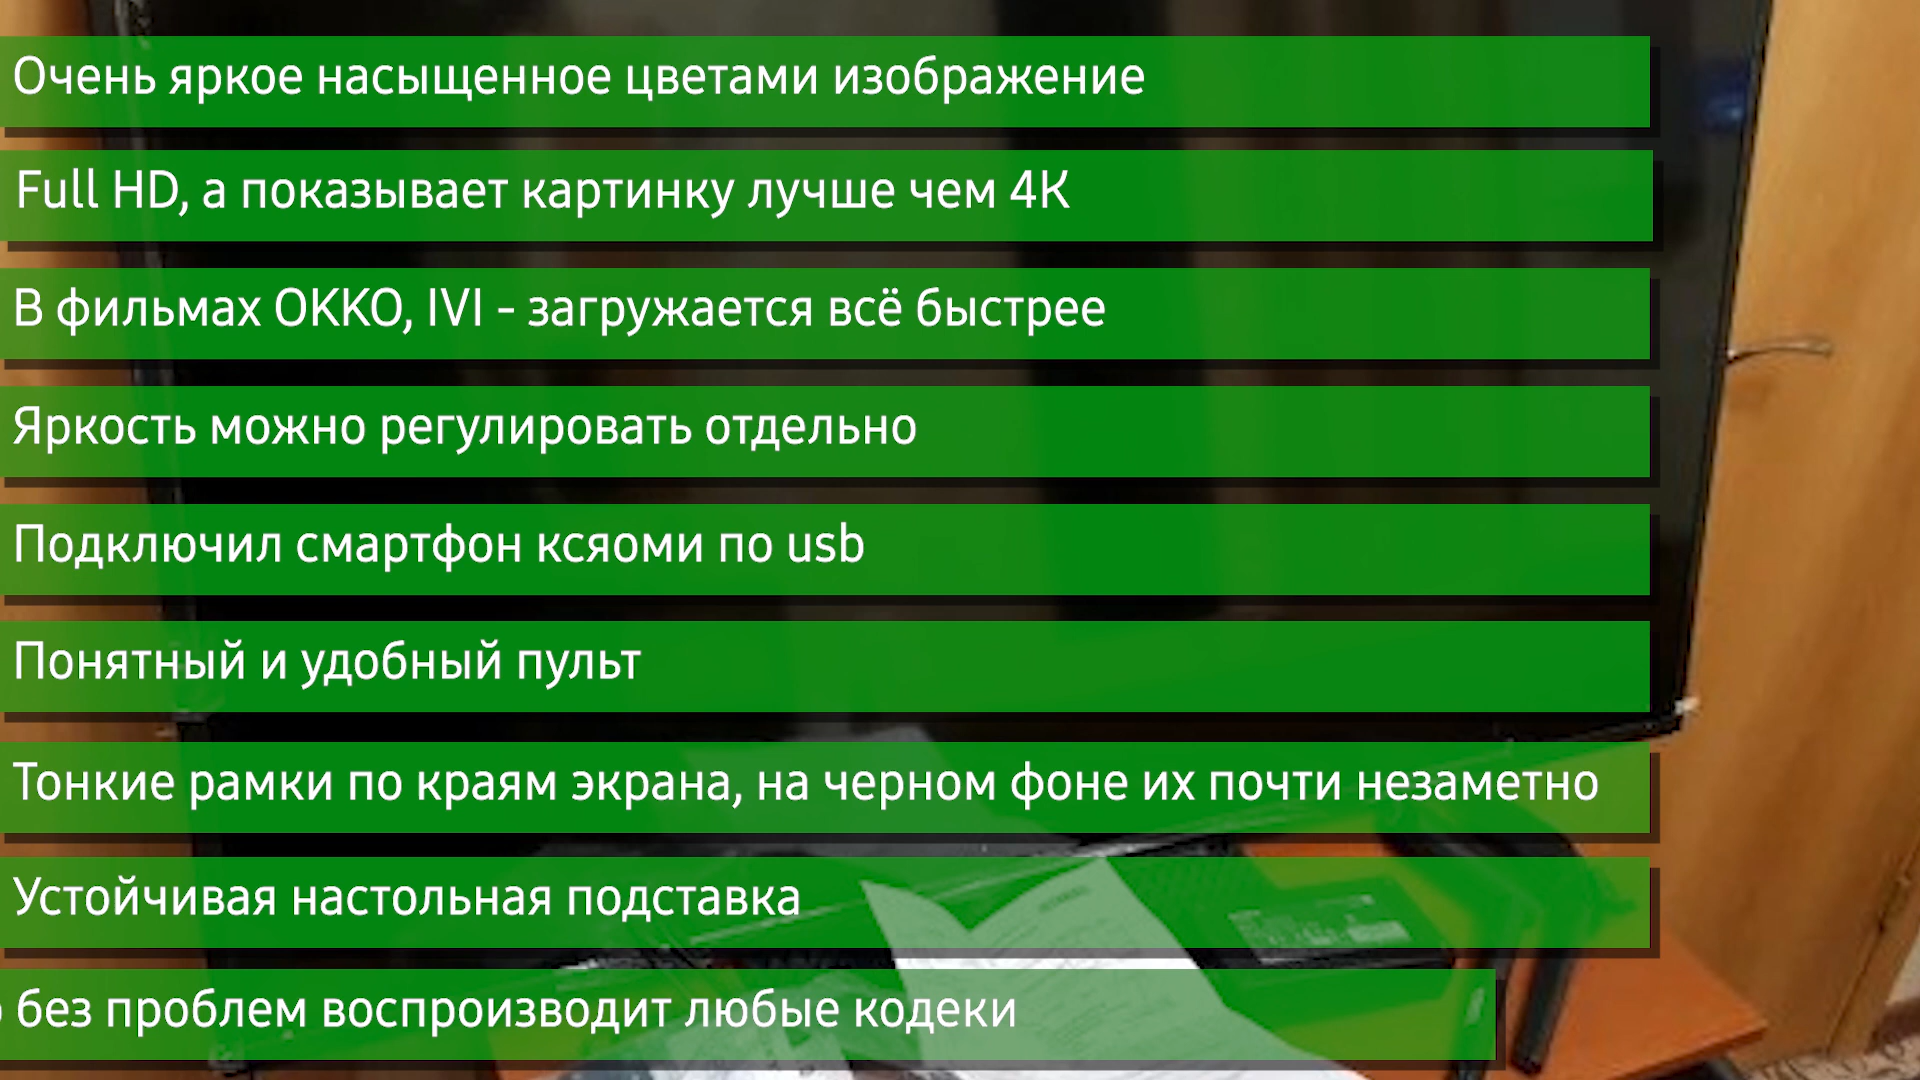 Очень яркое насыщенное цветами изображение
Full HD, а показывает картинку лучше чем 4К
В фильмах ОККО, IVI - загружается всё быстрее
Яркость можно регулировать отдельно
Подключил смартфон ксяоми по usb
Понятный и удобный пульт
Тонкие рамки по краям экрана, на черном фоне их почти незаметно
Устойчивая настольная подставка
без проблем воспроизводит любые кодеки